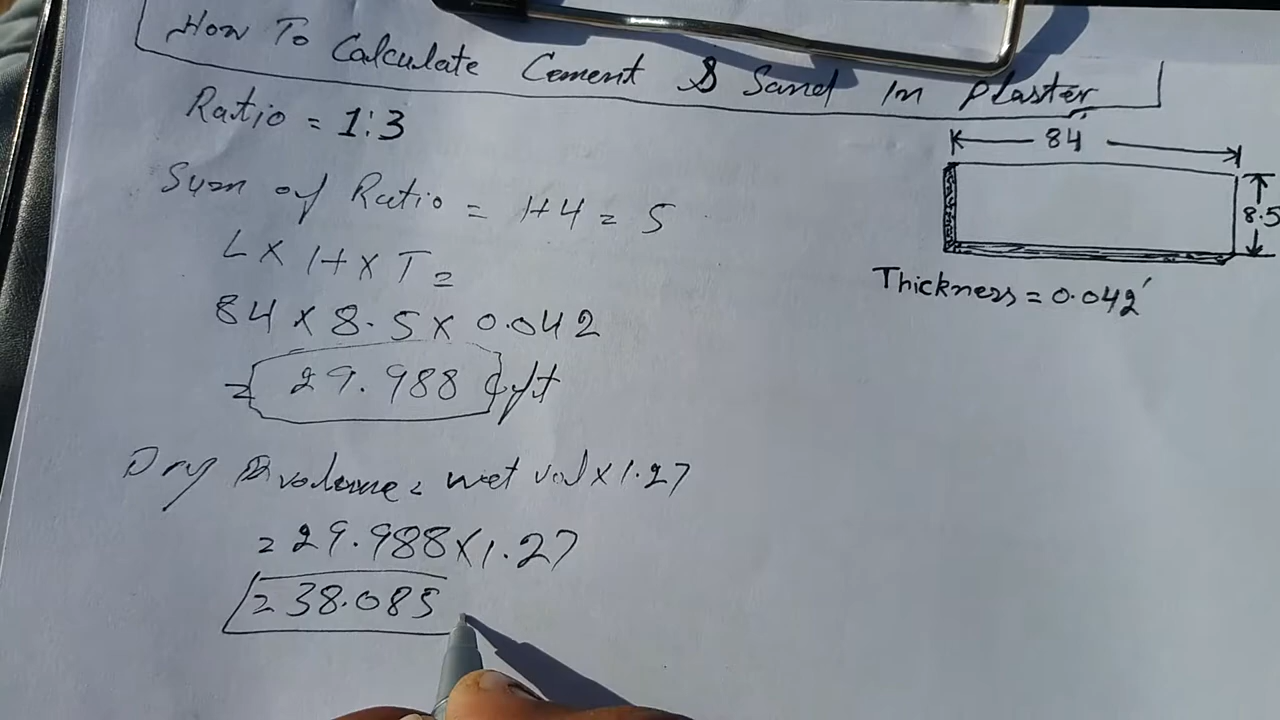 How To Calculate Cement & Sand In plaster
Ratio = 1:3
Sum of Ratio = 1+4 = 5
L X H X T =
84 X 8.5 X 0.042
= 29.988 cft
Dry volume = wet vol X 1.27
= 29.988 X 1.27
= 38.085
84
8.5
Thickness = 0.042'